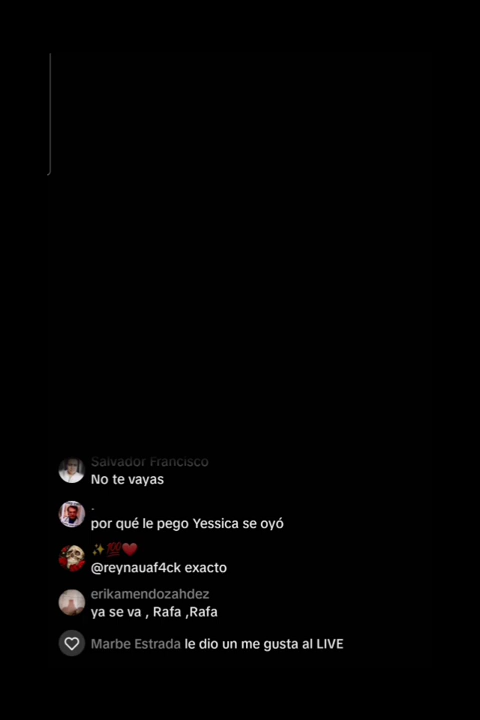 Salvador Francisco
No te vayas
.
por qué le pego Yessica se oyó
✨💯❤️
@reynauaf4ck exacto
erikamendozahdez
ya se va , Rafa ,Rafa
Marbe Estrada le dio un me gusta al LIVE